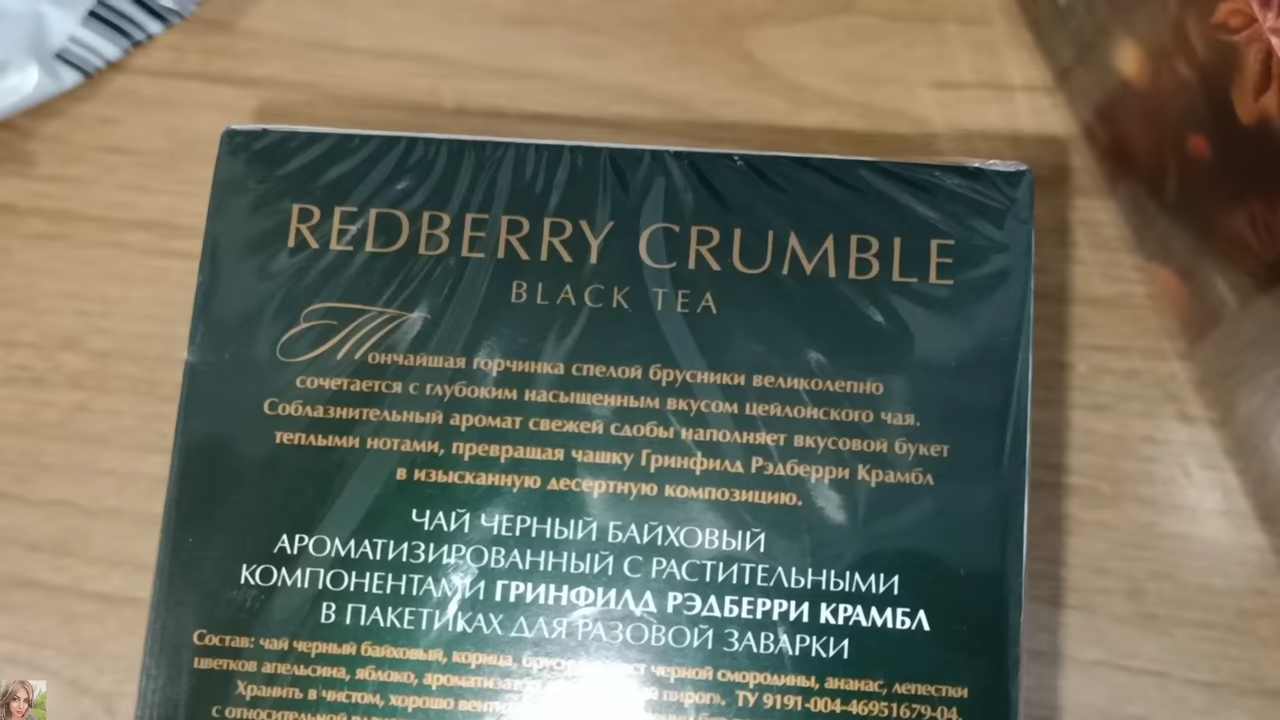 REDBERRY CRUMBLE
BLACK TEA
Тончайшая горчинка спелой брусники великолепно
сочетается с глубоким насыщенным вкусом цейлонского чая.
Соблазнительный аромат свежей сдобы наполняет вкусовой букет
теплыми нотами, превращая чашку Гринфилд Рэдберри Крамбл
в изысканную десертную композицию.
ЧАЙ ЧЕРНЫЙ БАЙХОВЫЙ
АРОМАТИЗИРОВАННЫЙ С РАСТИТЕЛЬНЫМИ
КОМПОНЕНТАМИ ГРИНФИЛД РЭДБЕРРИ КРАМБЛ
В ПАКЕТИКАХ ДЛЯ РАЗОВОЙ ЗАВАРКИ
Состав: чай черный байховый, корица, черной смородины, ананас, лепестки
цветков апельсина, яблоко, пирог». ТУ 9191-004-46951679-04.
Хранить в чистом, хорошо
с относительной